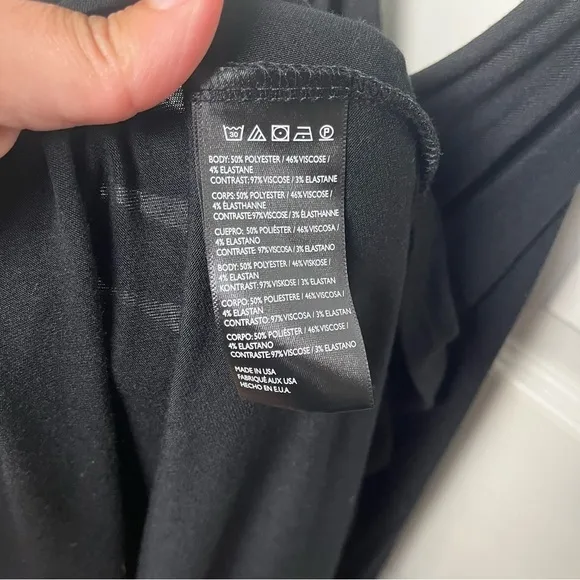 30 P
BODY: 50% POLYESTER / 46% VISCOSE /
4% ELASTANE
CONTRAST: 97% VISCOSE / 3% ELASTANE
CORPS: 50% POLYESTER / 46% VISCOSE /
4% ÉLASTHANNE
CONTRASTE: 97% VISCOSE / 3% ÉLASTHANNE
CUEPRO: 50% POLIÉSTER / 46% VISCOSA /
4% ELASTANO
CONTRASTE: 97% VISCOSA / 3% ELASTANO
BODY: 50% POLYESTER / 46% VISKOSE /
4% ELASTAN
KONTRAST: 97% VISKOSE / 3% ELASTAN
CORPO: 50% POLIESTERE / 46% VISCOSA /
4% ELASTAN
CONTRASTO: 97% VISCOSA / 3% ELASTAN
CORPO: 50% POLIÉSTER / 46% VISCOSE /
4% ELASTANO
CONTRASTE: 97% VISCOSE / 3% ELASTANO
MADE IN USA
FABRIQUÉ AUX USA
HECHO EN E.U.A.